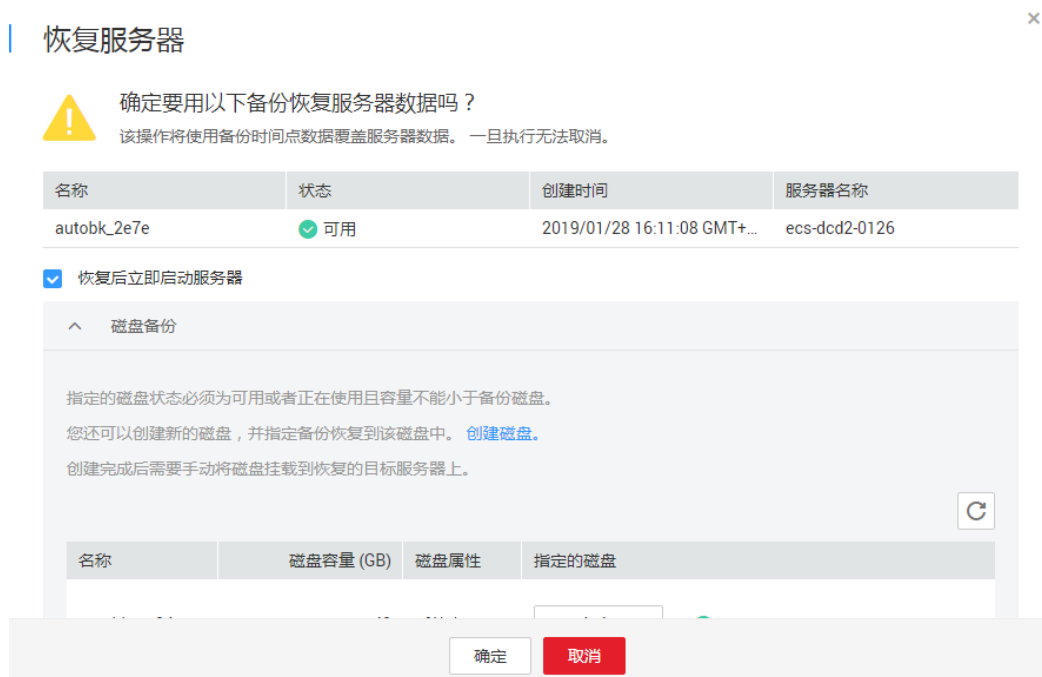 恢复服务器
确定要用以下备份恢复服务器数据吗？
该操作将使用备份时间点数据覆盖服务器数据。 一旦执行无法取消。
名称 状态 创建时间 服务器名称
autobk_2e7e 可用 2019/01/28 16:11:08 GMT+... ecs-dcd2-0126
恢复后立即启动服务器
磁盘备份
指定的磁盘状态必须为可用或者正在使用且容量不能小于备份磁盘。
您还可以创建新的磁盘，并指定备份恢复到该磁盘中。 创建磁盘。
创建完成后需要手动将磁盘挂载到恢复的目标服务器上。
名称 磁盘容量 (GB) 磁盘属性 指定的磁盘
确定 取消